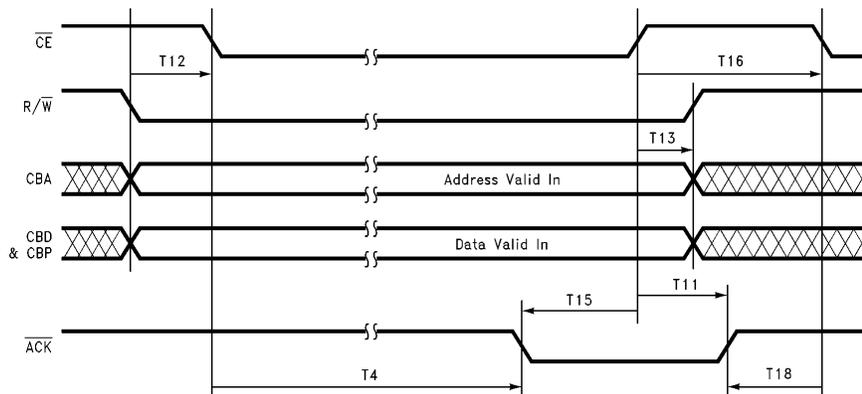 CE
T12
T16
R/W
T13
CBA
Address Valid In
CBD
& CBP
Data Valid In
T15
T11
ACK
T4
T18